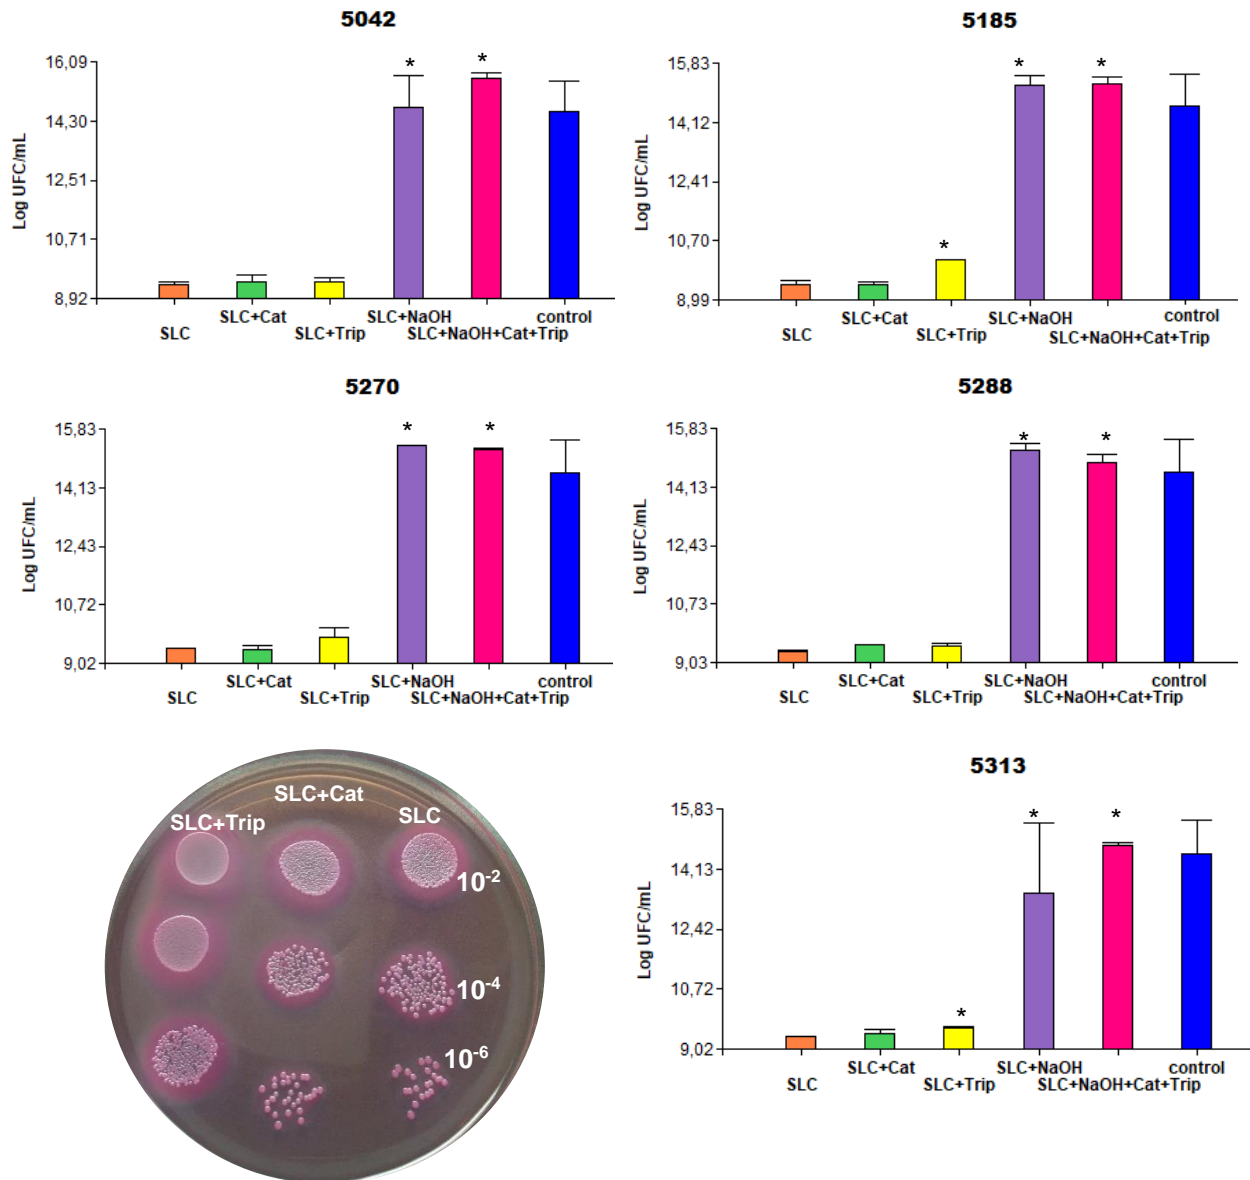 5042
Log UFC/mL
16,09
14,30
12,51
10,71
8,92
* *
SLC+Cat SLC+NaOH control
SLC SLC+Trip SLC+NaOH+Cat+Trip
5185
Log UFC/mL
15,83
14,12
12,41
10,70
8,99
* * *
SLC+Cat SLC+NaOH control
SLC SLC+Trip SLC+NaOH+Cat+Trip
5270
Log UFC/mL
15,83
14,13
12,43
10,72
9,02
* *
SLC+Cat SLC+NaOH control
SLC SLC+Trip SLC+NaOH+Cat+Trip
5288
Log UFC/mL
15,83
14,13
12,43
10,73
9,03
* *
SLC+Cat SLC+NaOH control
SLC SLC+Trip SLC+NaOH+Cat+Trip
SLC+Cat
SLC+Trip SLC
10⁻²
10⁻⁴
10⁻⁶
5313
Log UFC/mL
15,83
14,13
12,42
10,72
9,02
* * *
SLC+Cat SLC+NaOH control
SLC SLC+Trip SLC+NaOH+Cat+Trip